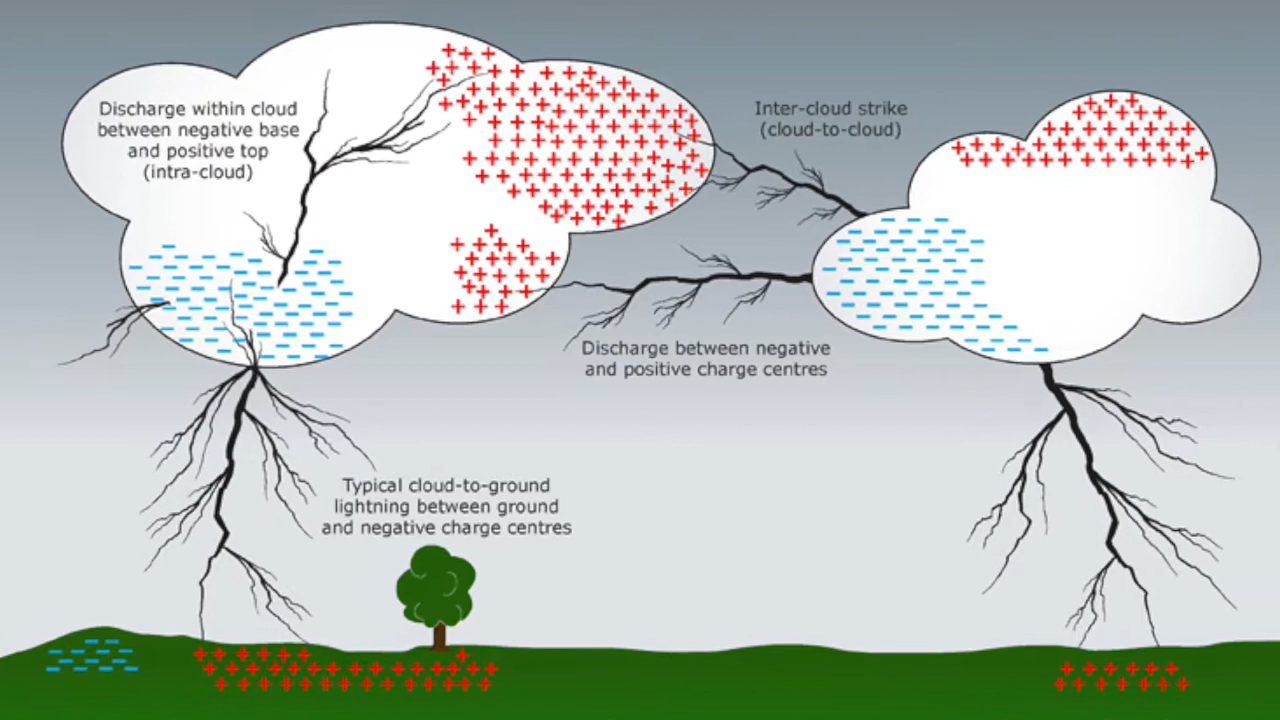 Discharge within cloud
between negative base
and positive top
(intra-cloud)
Inter-cloud strike
(cloud-to-cloud)
Discharge between negative
and positive charge centres
Typical cloud-to-ground
lightning between ground
and negative charge centres